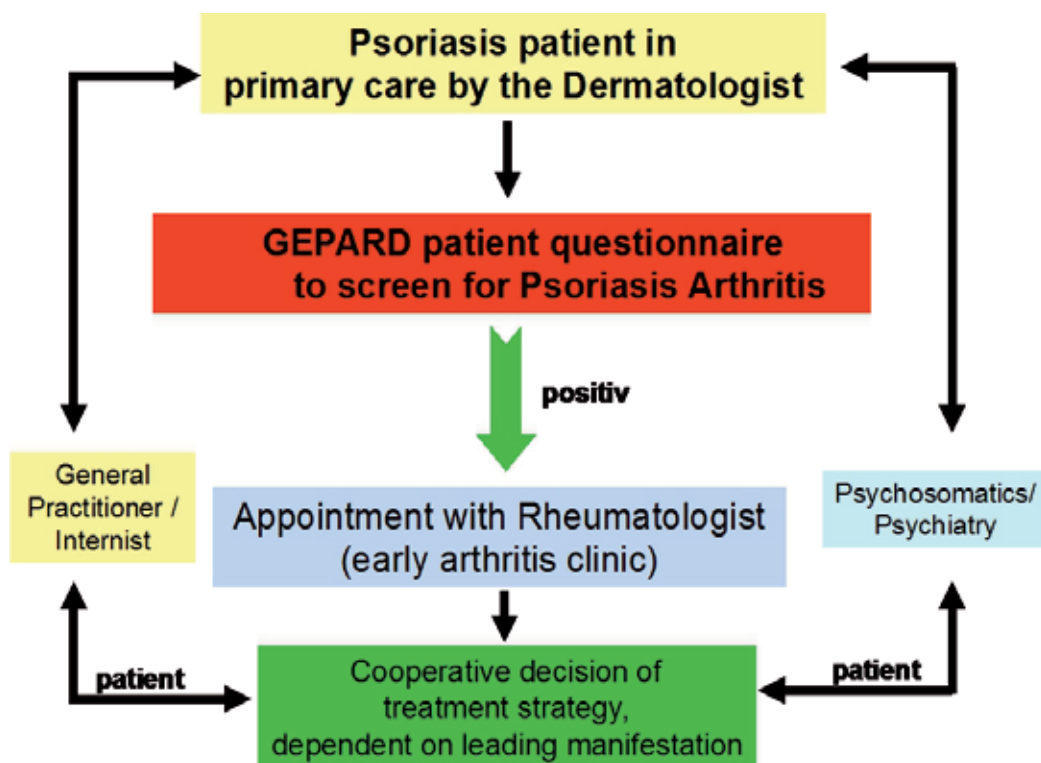 Psoriasis patient in
primary care by the Dermatologist
GEPARD patient questionnaire
to screen for Psoriasis Arthritis
positiv
General
Practitioner /
Internist
Appointment with Rheumatologist
(early arthritis clinic)
Psychosomatics/
Psychiatry
patient
Cooperative decision of
treatment strategy,
dependent on leading manifestation
patient